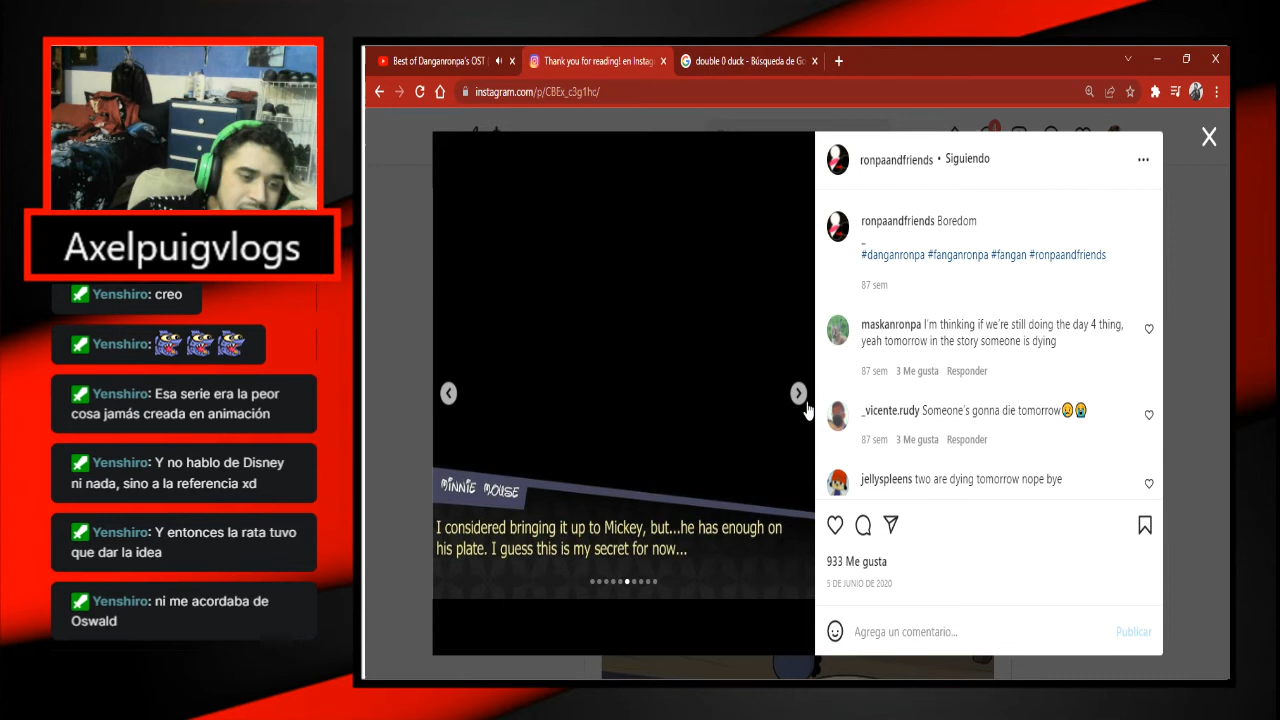 Best of Danganronpa's OST
Thank you for reading! en Instag
double 0 duck - Búsqueda de Go
instagram.com/p/CBEx_c3g1hc/
Axelpuigvlogs
Yenshiro: creo
Yenshiro:
Yenshiro: Esa serie era la peor
cosa jamás creada en animación
Yenshiro: Y no hablo de Disney
ni nada, sino a la referencia xd
Yenshiro: Y entonces la rata tuvo
que dar la idea
Yenshiro: ni me acordaba de
Oswald
MINNIE MOUSE
I considered bringing it up to Mickey, but...he has enough on
his plate. I guess this is my secret for now...
ronpaandfriends • Siguiendo
ronpaandfriends Boredom
_
#danganronpa #fanganronpa #fangan #ronpaandfriends
87 sem
maskanronpa I'm thinking if we're still doing the day 4 thing,
yeah tomorrow in the story someone is dying
87 sem 3 Me gusta Responder
_vicente.rudy Someone's gonna die tomorrow😥😭
87 sem 3 Me gusta Responder
jellyspleens two are dying tomorrow nope bye
933 Me gusta
5 DE JUNIO DE 2020
Agrega un comentario...
Publicar